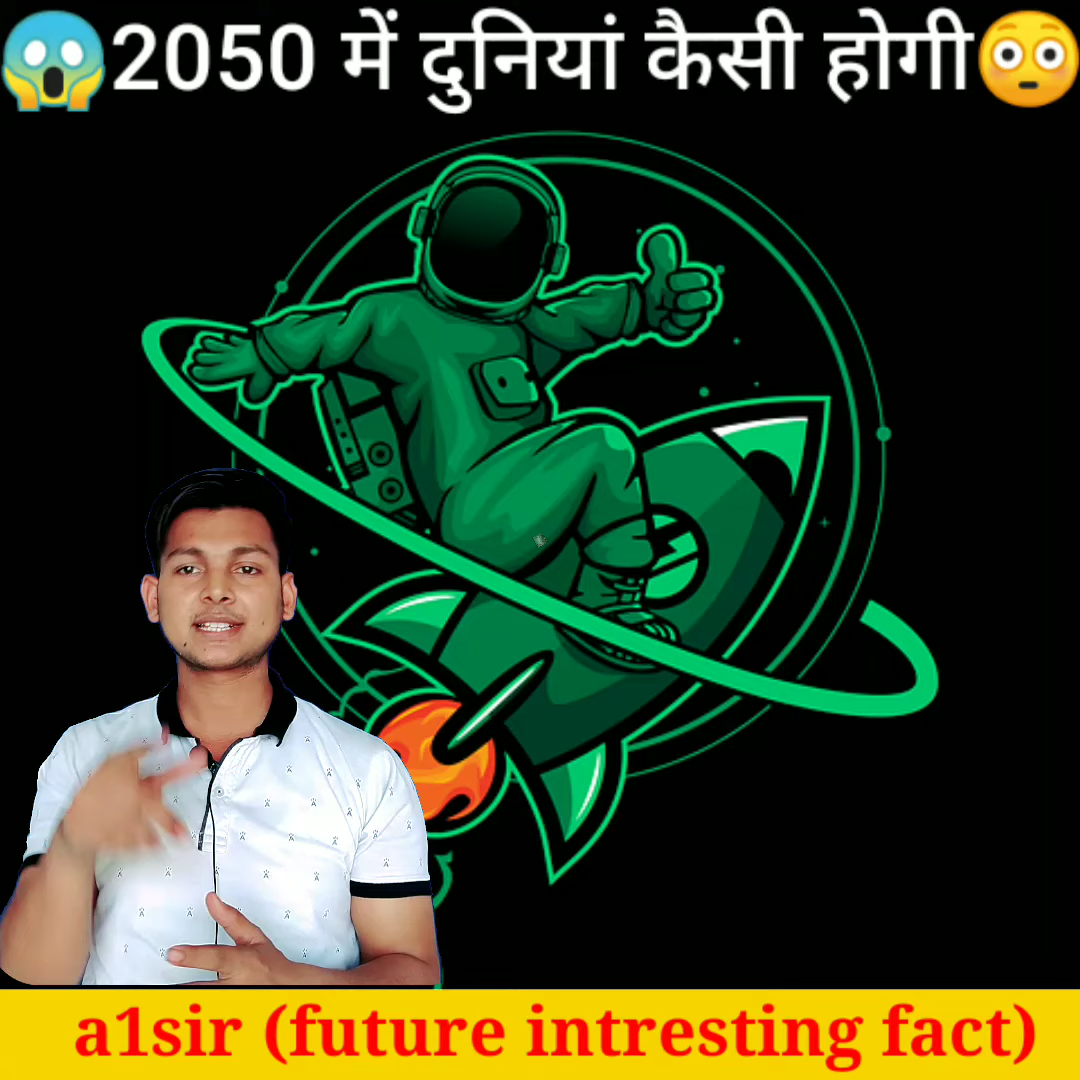 😱2050 में दुनियां कैसी होगी😳
a1sir (future intresting fact)